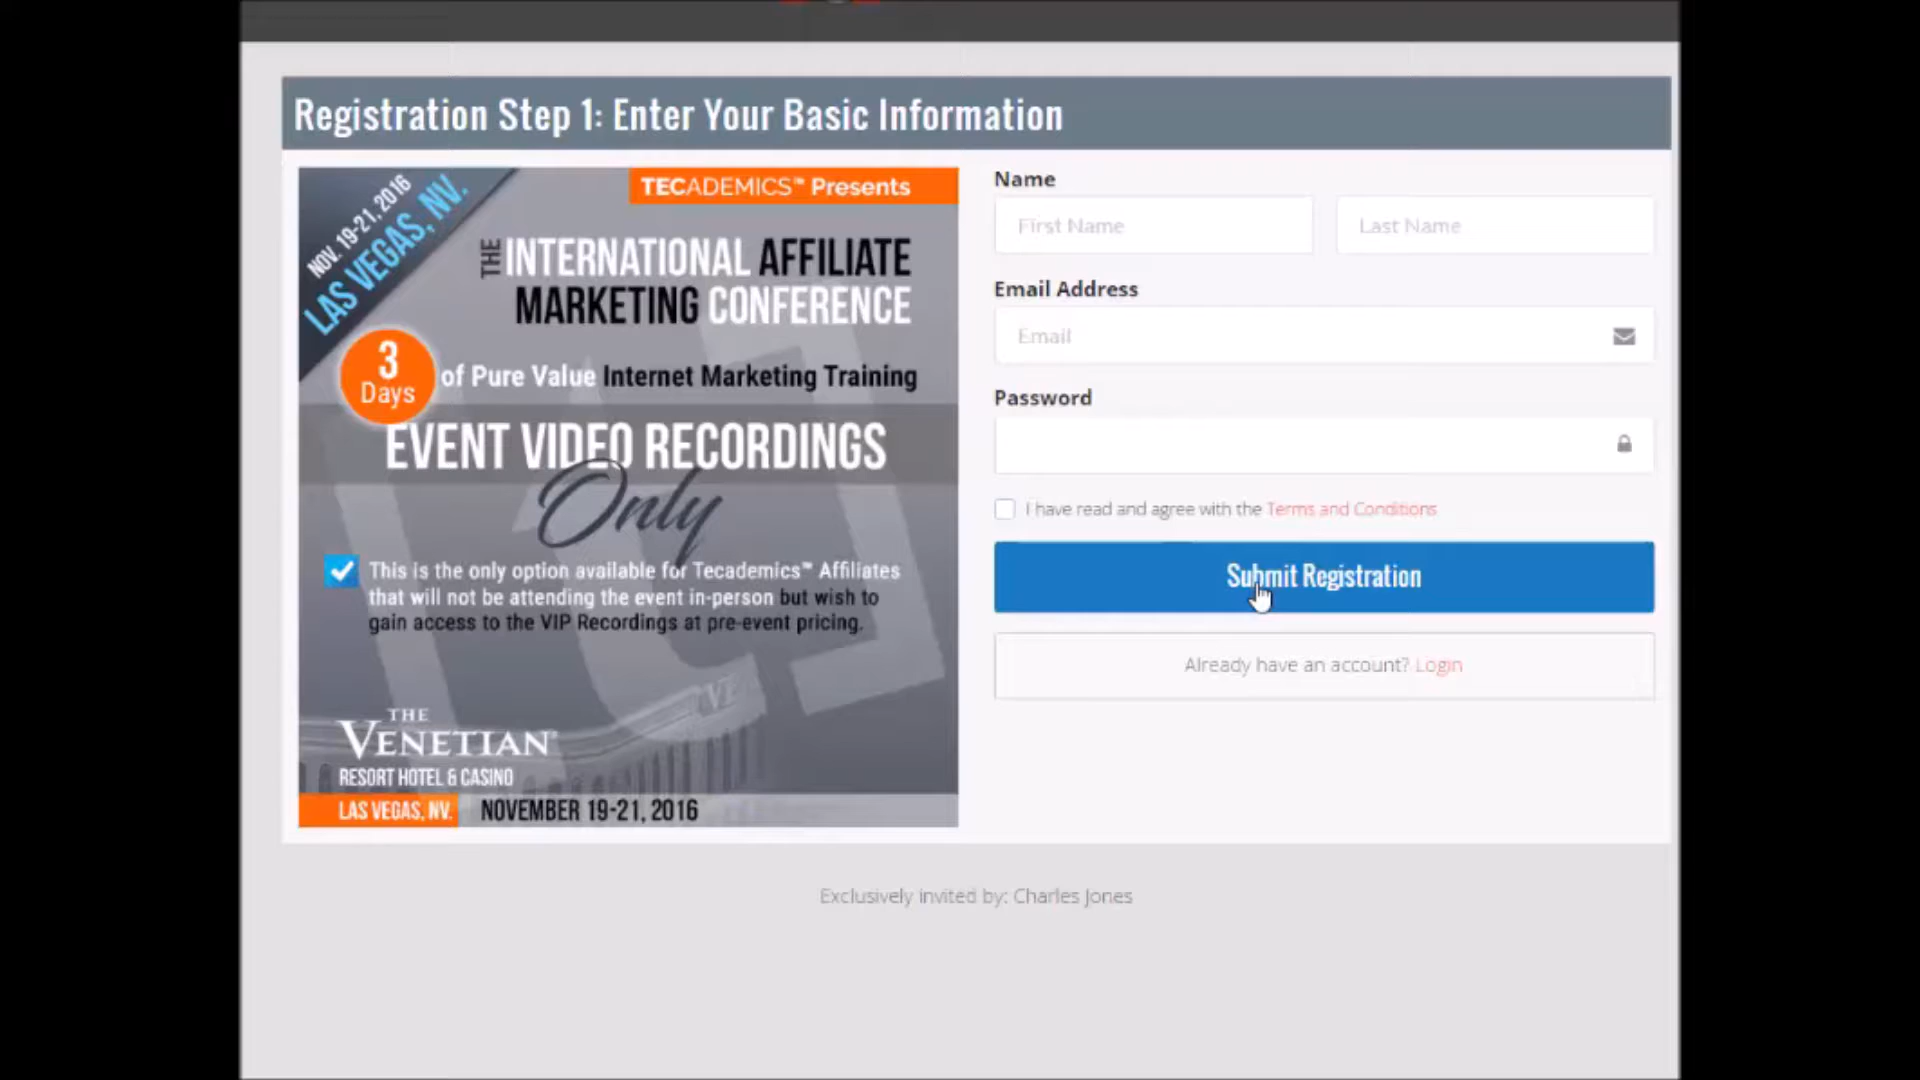 Registration Step 1: Enter Your Basic Information
NOV. 19-21, 2016
LAS VEGAS, NV.
TECADEMICS™ Presents
THE INTERNATIONAL AFFILIATE
MARKETING CONFERENCE
3
Days
of Pure Value Internet Marketing Training
EVENT VIDEO RECORDINGS
Only
This is the only option available for Tecademics™ Affiliates
that will not be attending the event in-person but wish to
gain access to the VIP Recordings at pre-event pricing.
THE
VENETIAN®
RESORT HOTEL & CASINO
LAS VEGAS, NV. NOVEMBER 19-21, 2016
Name
First Name Last Name
Email Address
Email
Password
I have read and agree with the Terms and Conditions
Submit Registration
Already have an account? Login
Exclusively invited by: Charles Jones